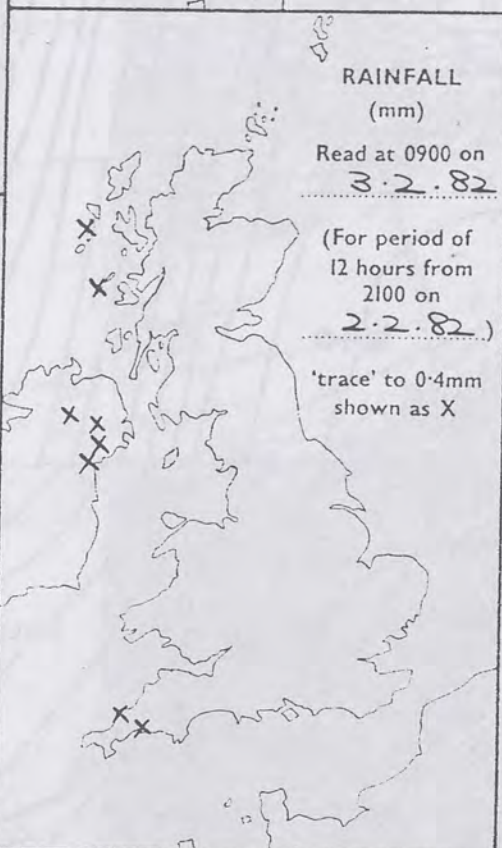 RAINFALL
(mm)
Read at 0900 on
3.2.82
(For period of
12 hours from
2100 on
2.2.82)
'trace' to 0·4mm
shown as X
X
X
X
X
X
X
X
X